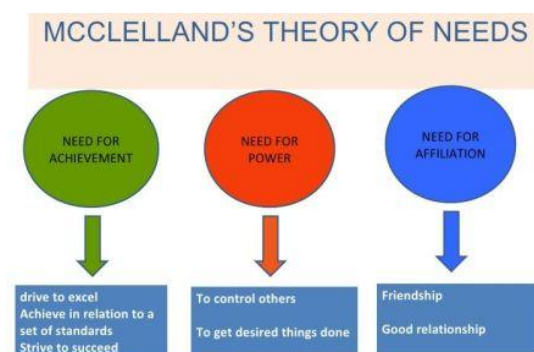 MCCLELLAND'S THEORY OF NEEDS
NEED FOR
ACHIEVEMENT
NEED FOR
POWER
NEED FOR
AFFILIATION
drive to excel
Achieve in relation to a
set of standards
Strive to succeed
To control others
To get desired things done
Friendship
Good relationship